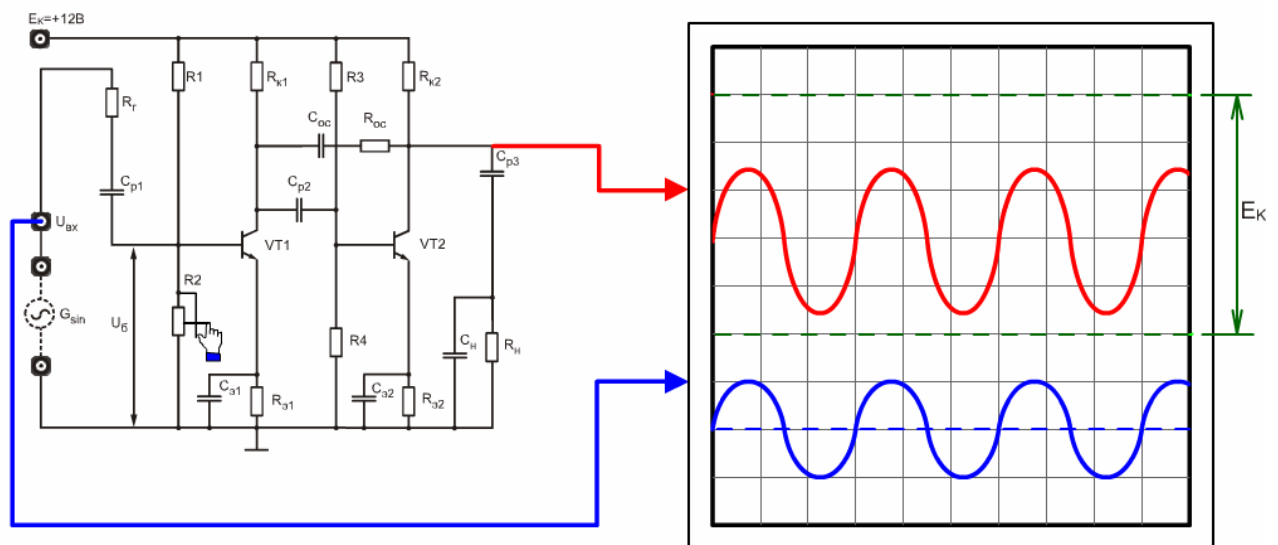 Eк=+12В
R1
Rк1
R3
Rк2
Rг
Cос
Rос
Cр3
Cр1
Cр2
Eк
Uвх
VT1
VT2
R2
Gsin
Uб
R4
Cн
Rн
Cэ1
Rэ1
Cэ2
Rэ2